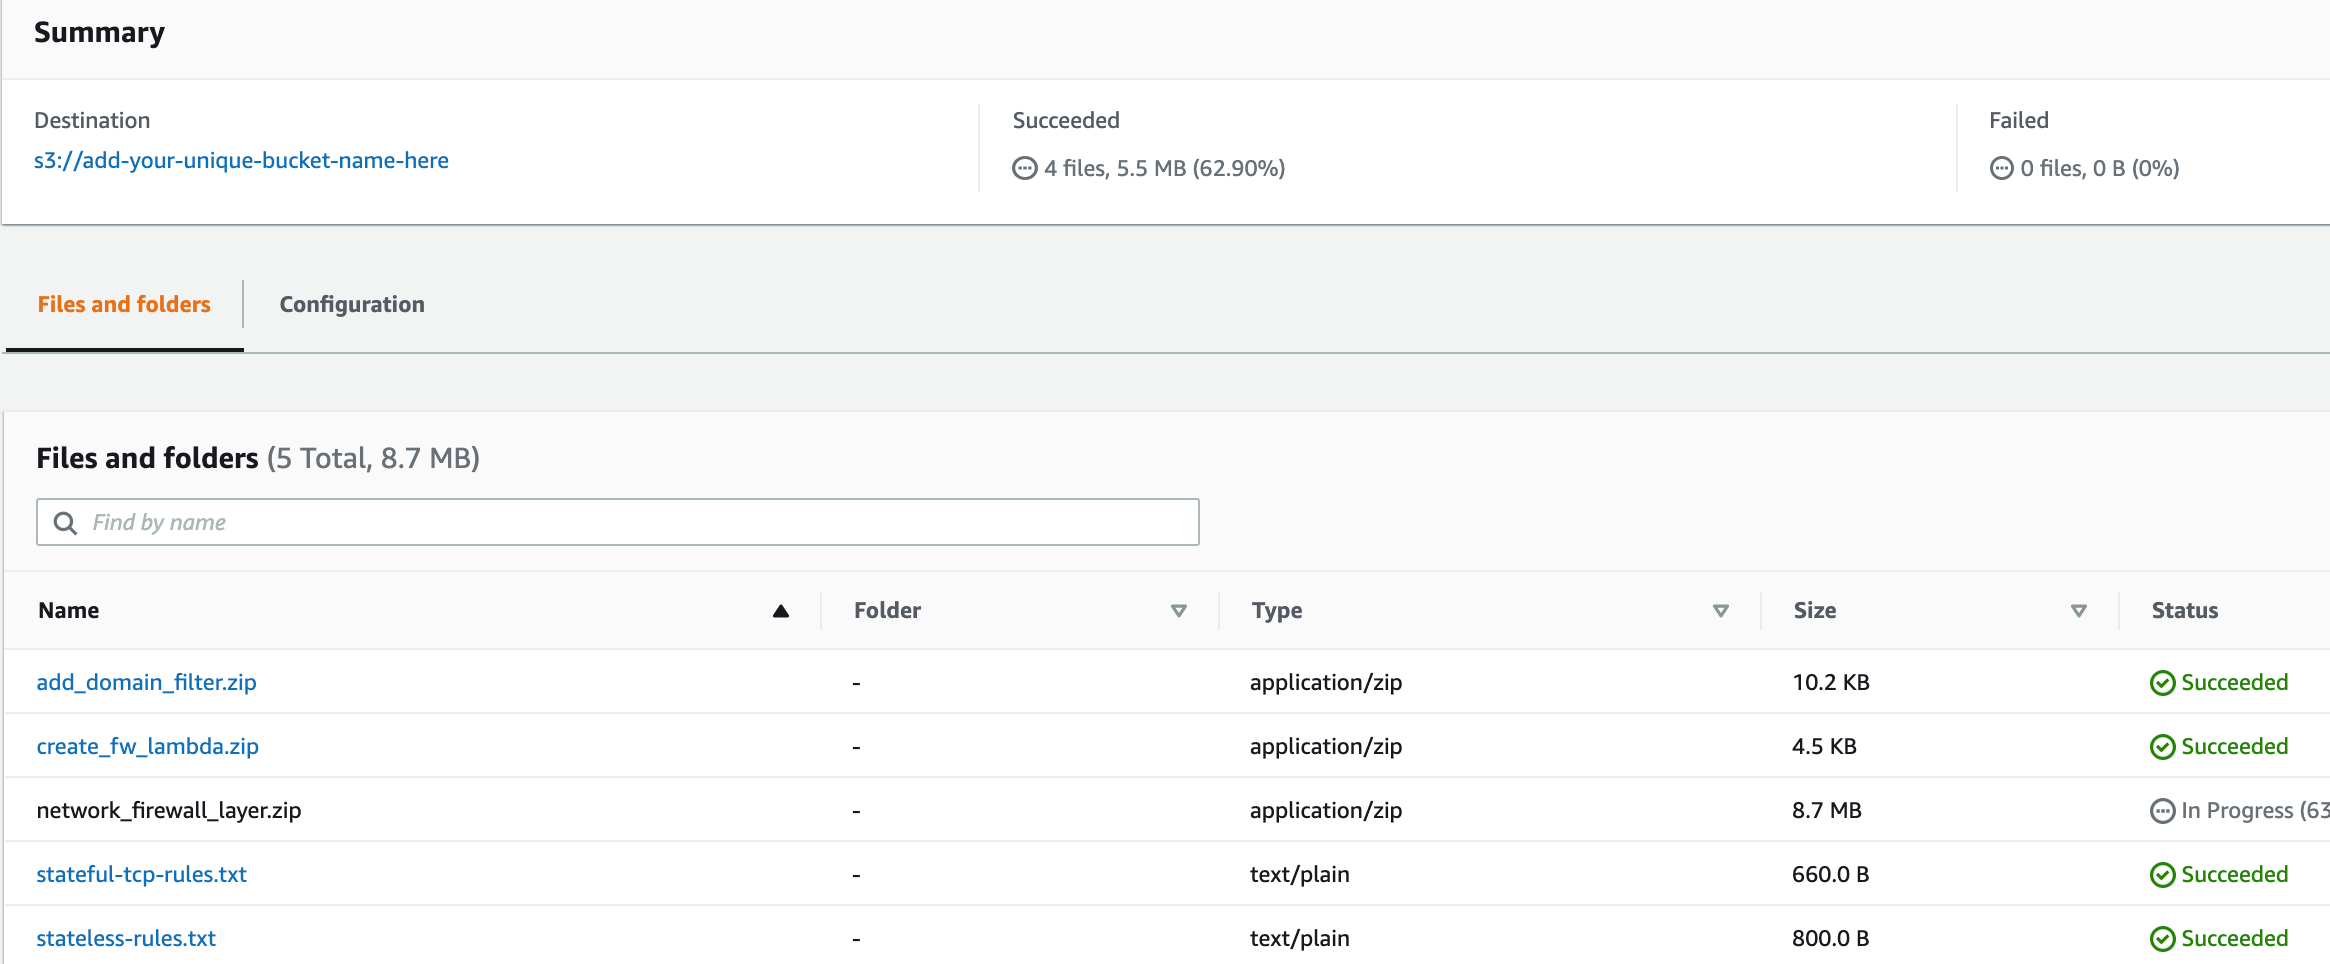 Summary
Destination Succeeded Failed
s3://add-your-unique-bucket-name-here 4 files, 5.5 MB (62.90%) 0 files, 0 B (0%)
Files and folders Configuration
Files and folders (5 Total, 8.7 MB)
Find by name
Name Folder Type Size Status
add_domain_filter.zip - application/zip 10.2 KB Succeeded
create_fw_lambda.zip - application/zip 4.5 KB Succeeded
network_firewall_layer.zip - application/zip 8.7 MB In Progress (63
stateful-tcp-rules.txt - text/plain 660.0 B Succeeded
stateless-rules.txt - text/plain 800.0 B Succeeded